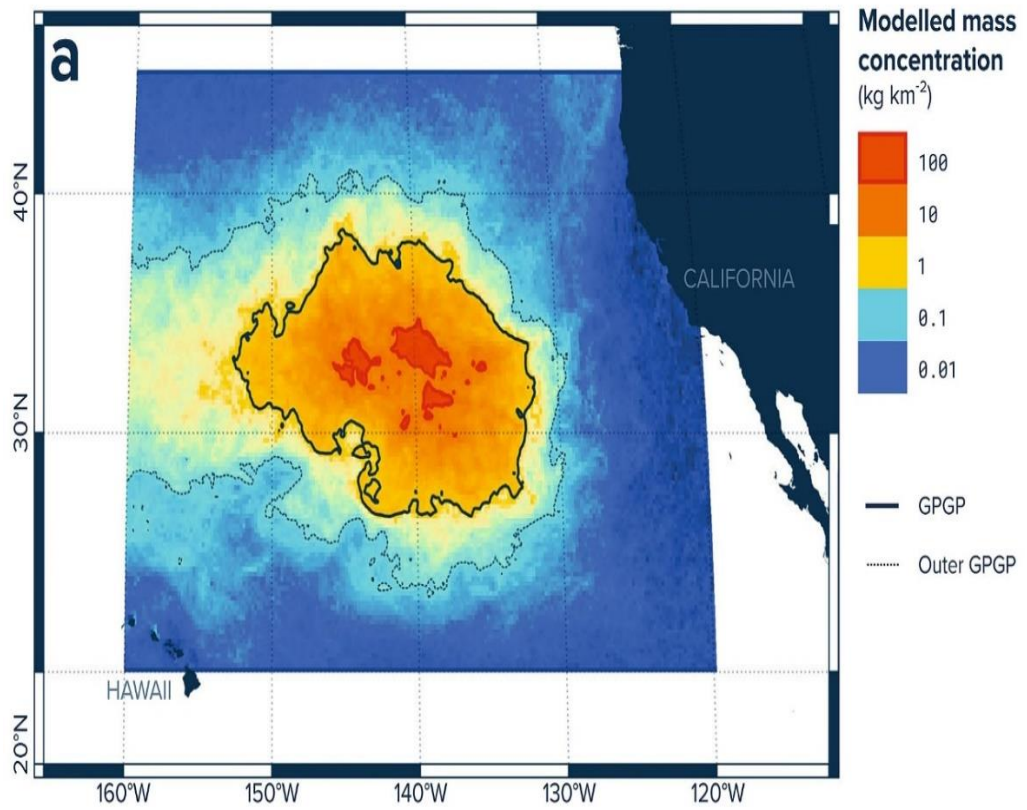 a
Modelled mass
concentration
(kg km⁻²)
100
10
1
0.1
0.01
GPGP
Outer GPGP
CALIFORNIA
HAWAII
40°N
30°N
20°N
160°W
150°W
140°W
130°W
120°W